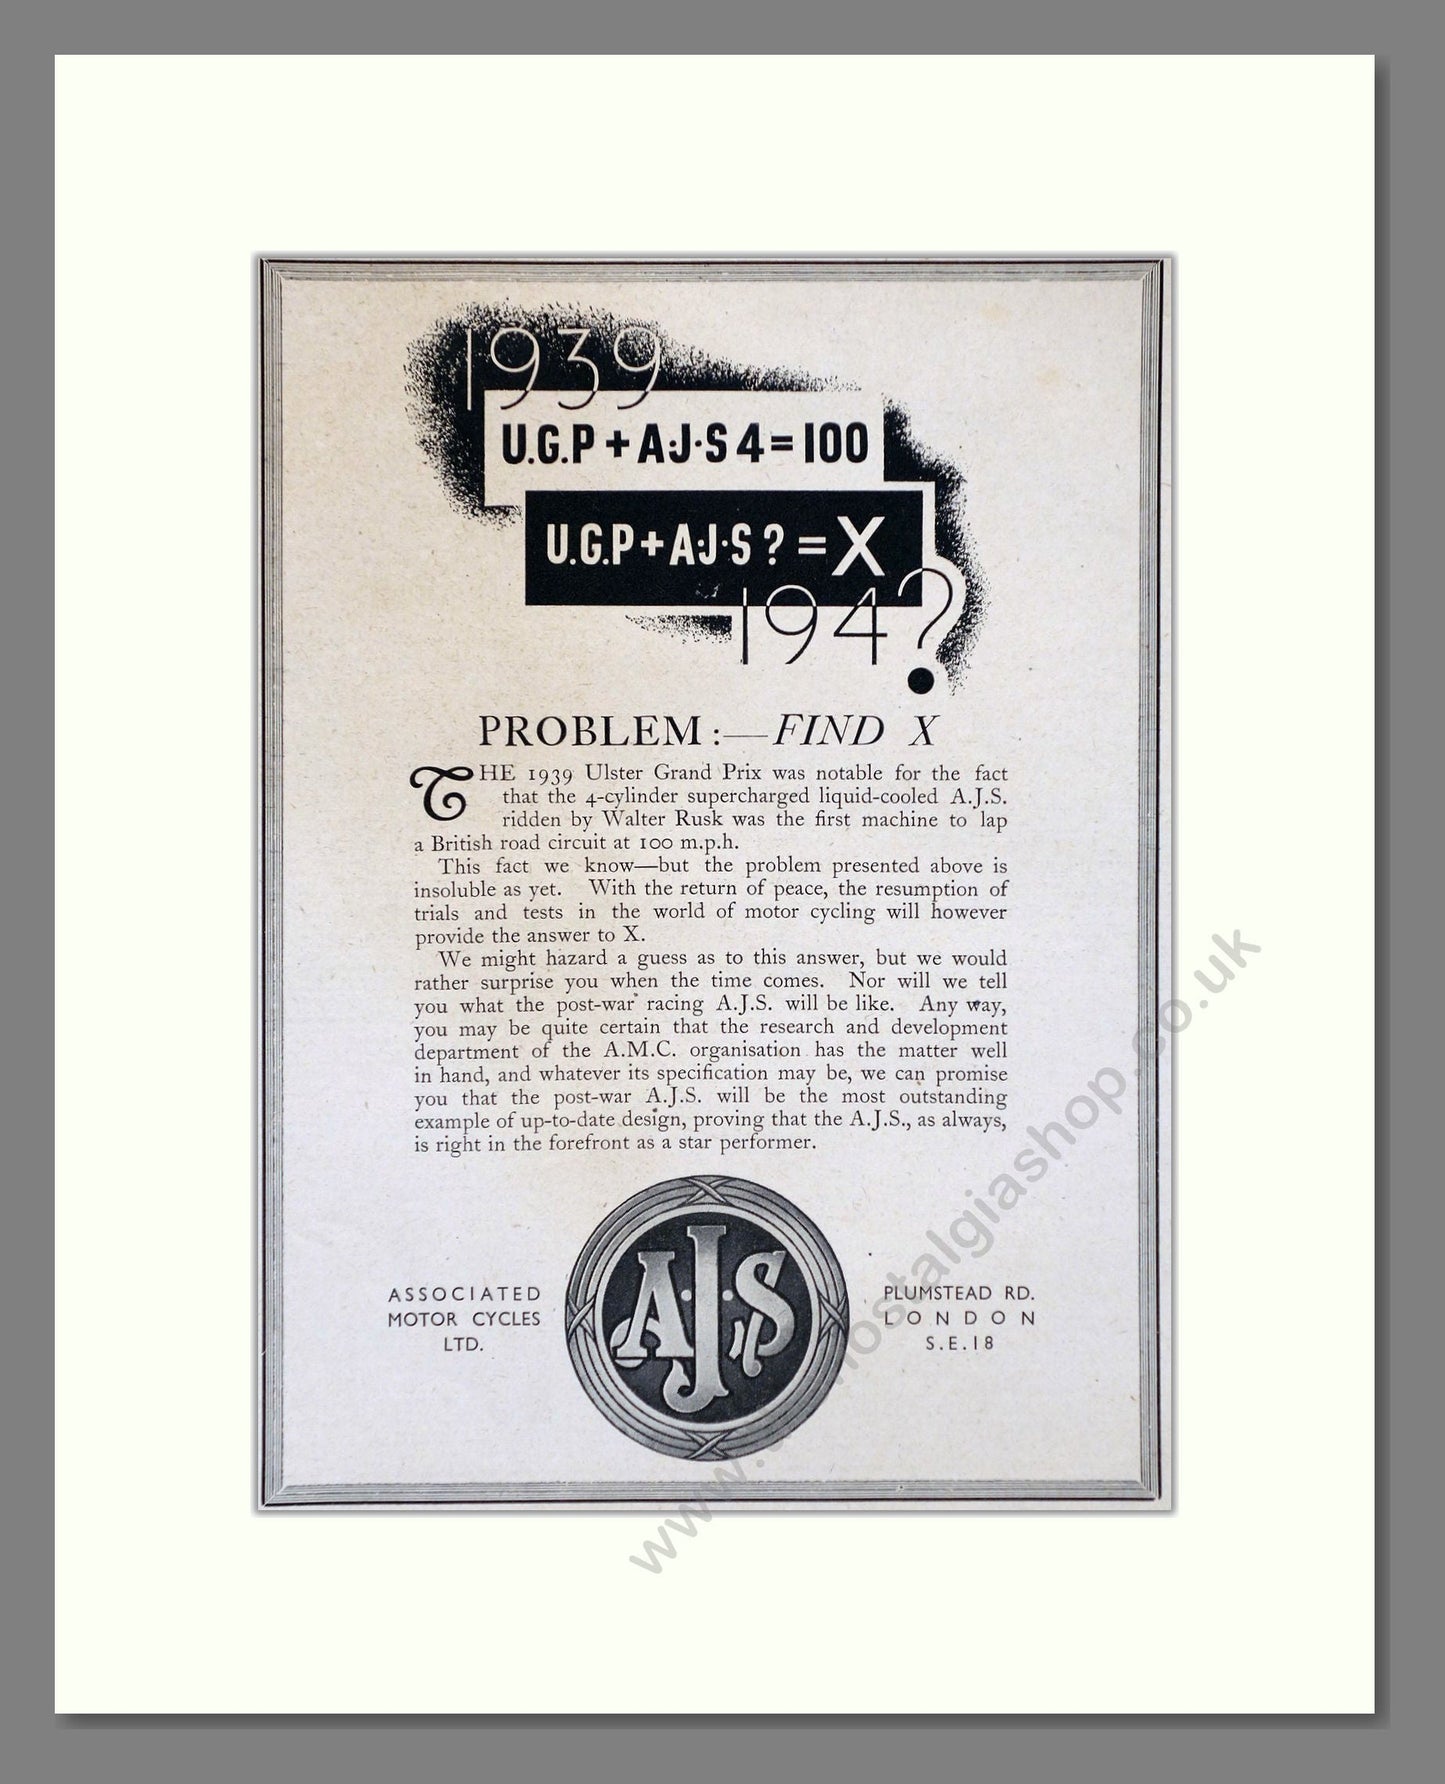 1939
U.G.P + A·J·S 4 = 100
U.G.P + A·J·S ? = X
194?
PROBLEM:—FIND X
THE 1939 Ulster Grand Prix was notable for the fact
that the 4-cylinder supercharged liquid-cooled A.J.S.
ridden by Walter Rusk was the first machine to lap
a British road circuit at 100 m.p.h.
This fact we know—but the problem presented above is
insoluble as yet. With the return of peace, the resumption of
trials and tests in the world of motor cycling will however
provide the answer to X.
We might hazard a guess as to this answer, but we would
rather surprise you when the time comes. Nor will we tell
you what the post-war racing A.J.S. will be like. Any way,
you may be quite certain that the research and development
department of the A.M.C. organisation has the matter well
in hand, and whatever its specification may be, we can promise
you that the post-war A.J.S. will be the most outstanding
example of up-to-date design, proving that the A.J.S., as always,
is right in the forefront as a star performer.
A·J·S
ASSOCIATED
MOTOR CYCLES
LTD.
PLUMSTEAD RD.
LONDON
S.E.18
www.thenostalgiashop.co.uk